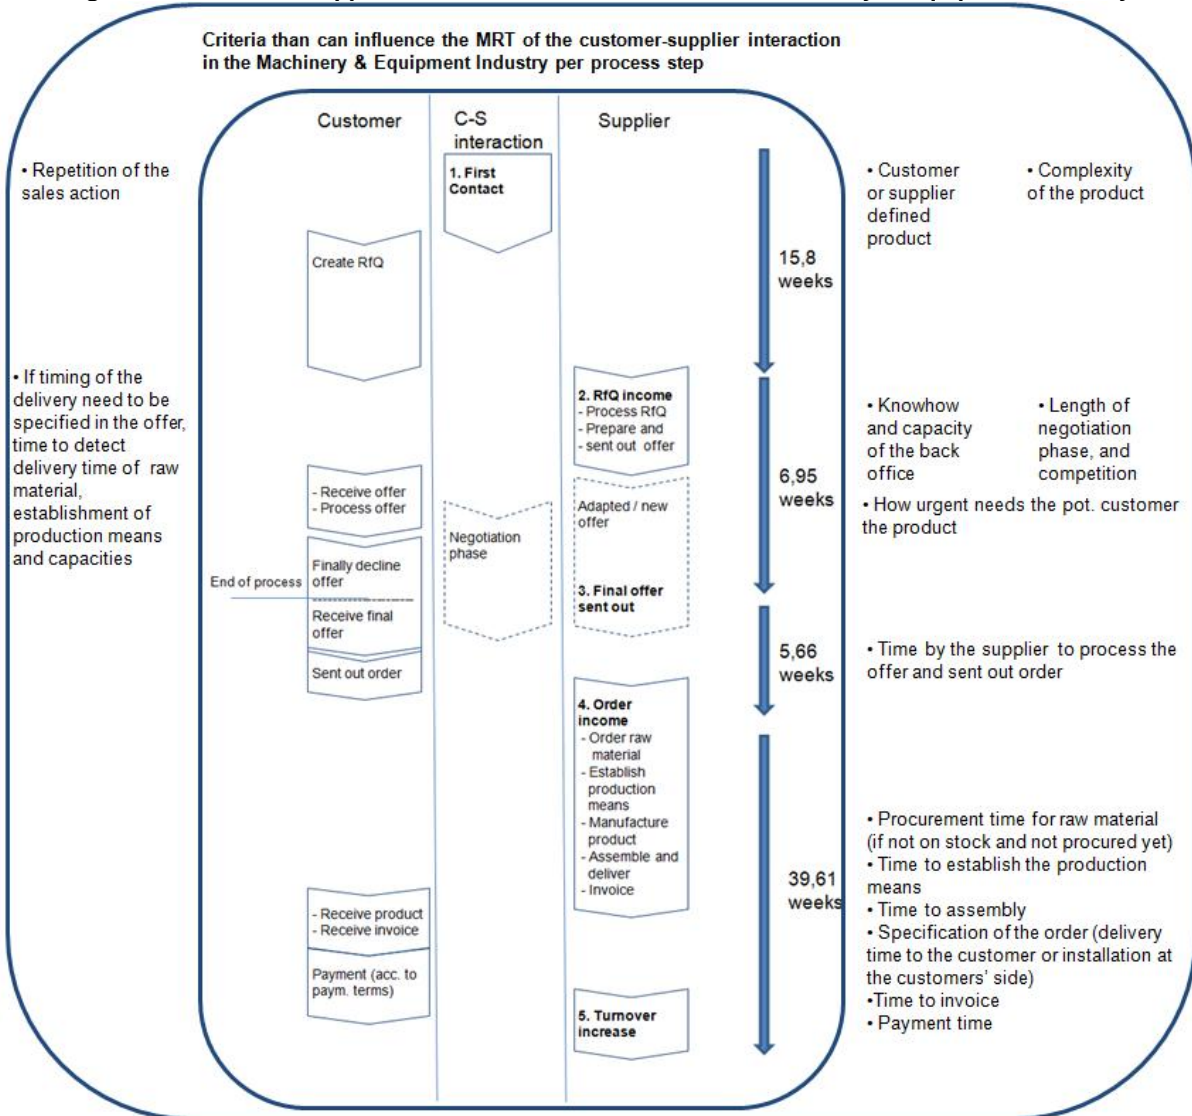 Criteria than can influence the MRT of the customer-supplier interaction
in the Machinery & Equipment Industry per process step
Customer
C-S
interaction
Supplier
• Repetition of the
sales action
1. First
Contact
• Customer
or supplier
defined
product
• Complexity
of the product
Create RfQ
15,8
weeks
• If timing of the
delivery need to be
specified in the offer,
time to detect
delivery time of raw
material,
establishment of
production means
and capacities
2. RfQ income
- Process RfQ
- Prepare and
- sent out offer
• Knowhow
and capacity
of the back
office
• Length of
negotiation
phase, and
competition
6,95
weeks
• How urgent needs the pot. customer
the product
- Receive offer
- Process offer
Negotiation
phase
Adapted / new
offer
3. Final offer
sent out
End of process
Finally decline
offer
Receive final
offer
Sent out order
5,66
weeks
• Time by the supplier to process the
offer and sent out order
4. Order
income
- Order raw
material
- Establish
production
means
- Manufacture
product
- Assemble and
deliver
- Invoice
39,61
weeks
• Procurement time for raw material
(if not on stock and not procured yet)
• Time to establish the production
means
• Time to assembly
• Specification of the order (delivery
time to the customer or installation at
the customers' side)
•Time to invoice
• Payment time
- Receive product
- Receive invoice
Payment (acc. to
paym. terms)
5. Turnover
increase